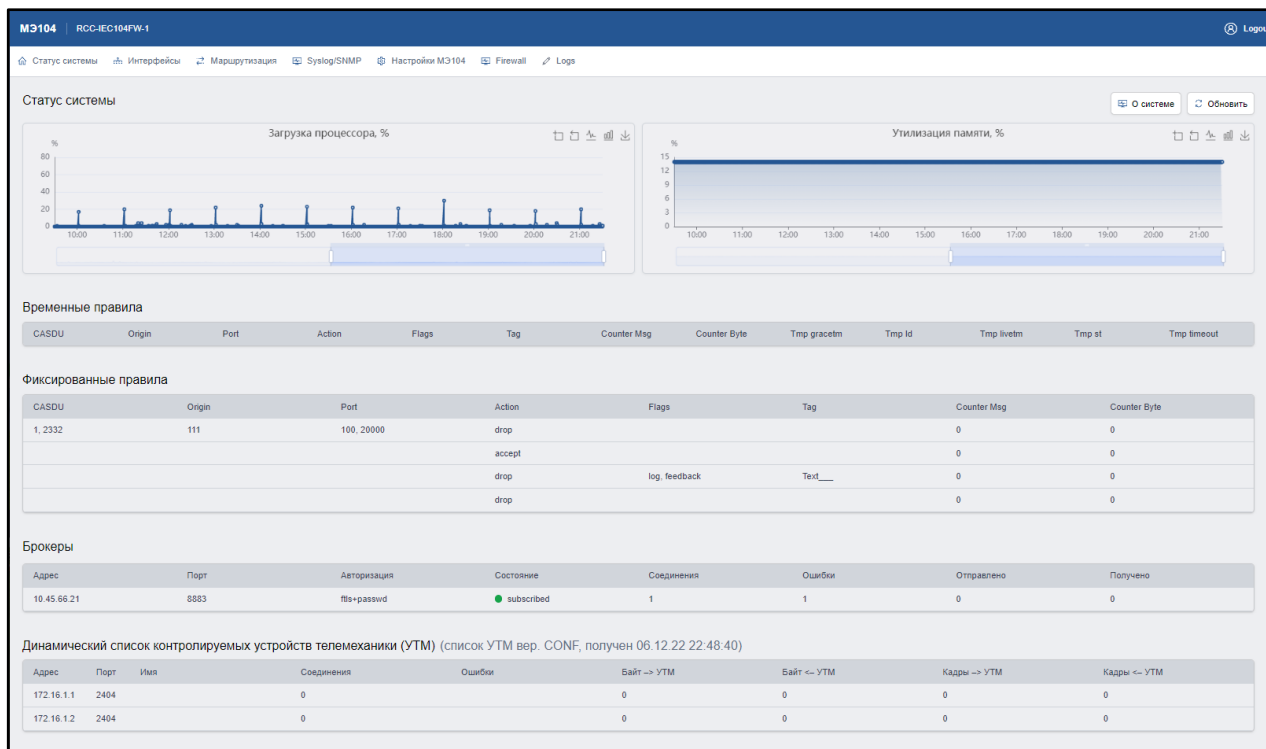 МЭ104 RCC-IEC104FW-1 Logou
Статус системы Интерфейсы Маршрутизация Syslog/SNMP Настройки МЭ104 Firewall Logs
Статус системы О системе Обновить
Загрузка процессора, %
%
80
60
40
20
0
10:00 11:00 12:00 13:00 14:00 15:00 16:00 17:00 18:00 19:00 20:00 21:00
Утилизация памяти, %
%
15
12
9
6
3
0
10:00 11:00 12:00 13:00 14:00 15:00 16:00 17:00 18:00 19:00 20:00 21:00
Временные правила
CASDU Origin Port Action Flags Tag Counter Msg Counter Byte Tmp gracetm Tmp Id Tmp livetm Tmp st Tmp timeout
Фиксированные правила
CASDU Origin Port Action Flags Tag Counter Msg Counter Byte
1, 2332 111 100, 20000 drop 0 0
accept 0 0
drop log, feedback Text___ 0 0
drop 0 0
Брокеры
Адрес Порт Авторизация Состояние Соединения Ошибки Отправлено Получено
10.45.66.21 8883 ftls+passwd subscribed 1 1 0 0
Динамический список контролируемых устройств телемеханики (УТМ) (список УТМ вер. CONF, получен 06.12.22 22:48:40)
Адрес Порт Имя Соединения Ошибки Байт –> УТМ Байт <– УТМ Кадры –> УТМ Кадры <– УТМ
172.16.1.1 2404 0 0 0 0 0
172.16.1.2 2404 0 0 0 0 0